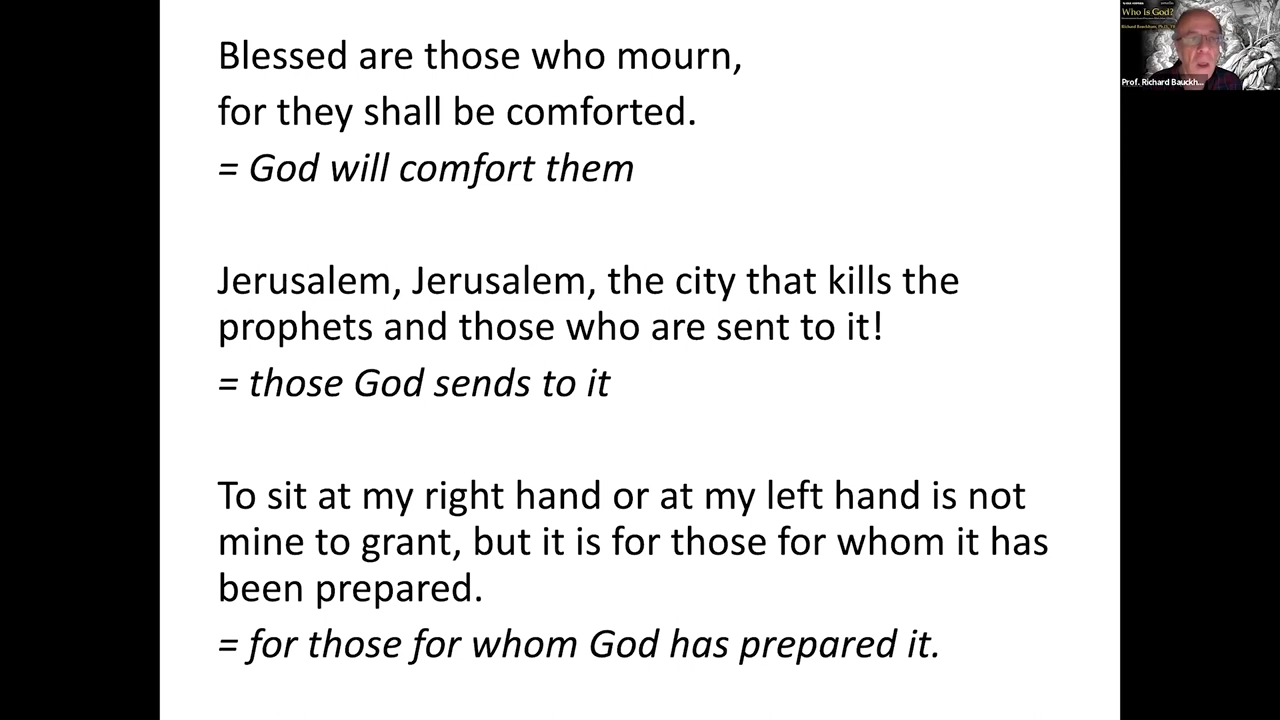 Blessed are those who mourn,
for they shall be comforted.
= God will comfort them
Jerusalem, Jerusalem, the city that kills the
prophets and those who are sent to it!
= those God sends to it
To sit at my right hand or at my left hand is not
mine to grant, but it is for those for whom it has
been prepared.
= for those for whom God has prepared it.
Who Is God?
Prof. Richard Bauckh...